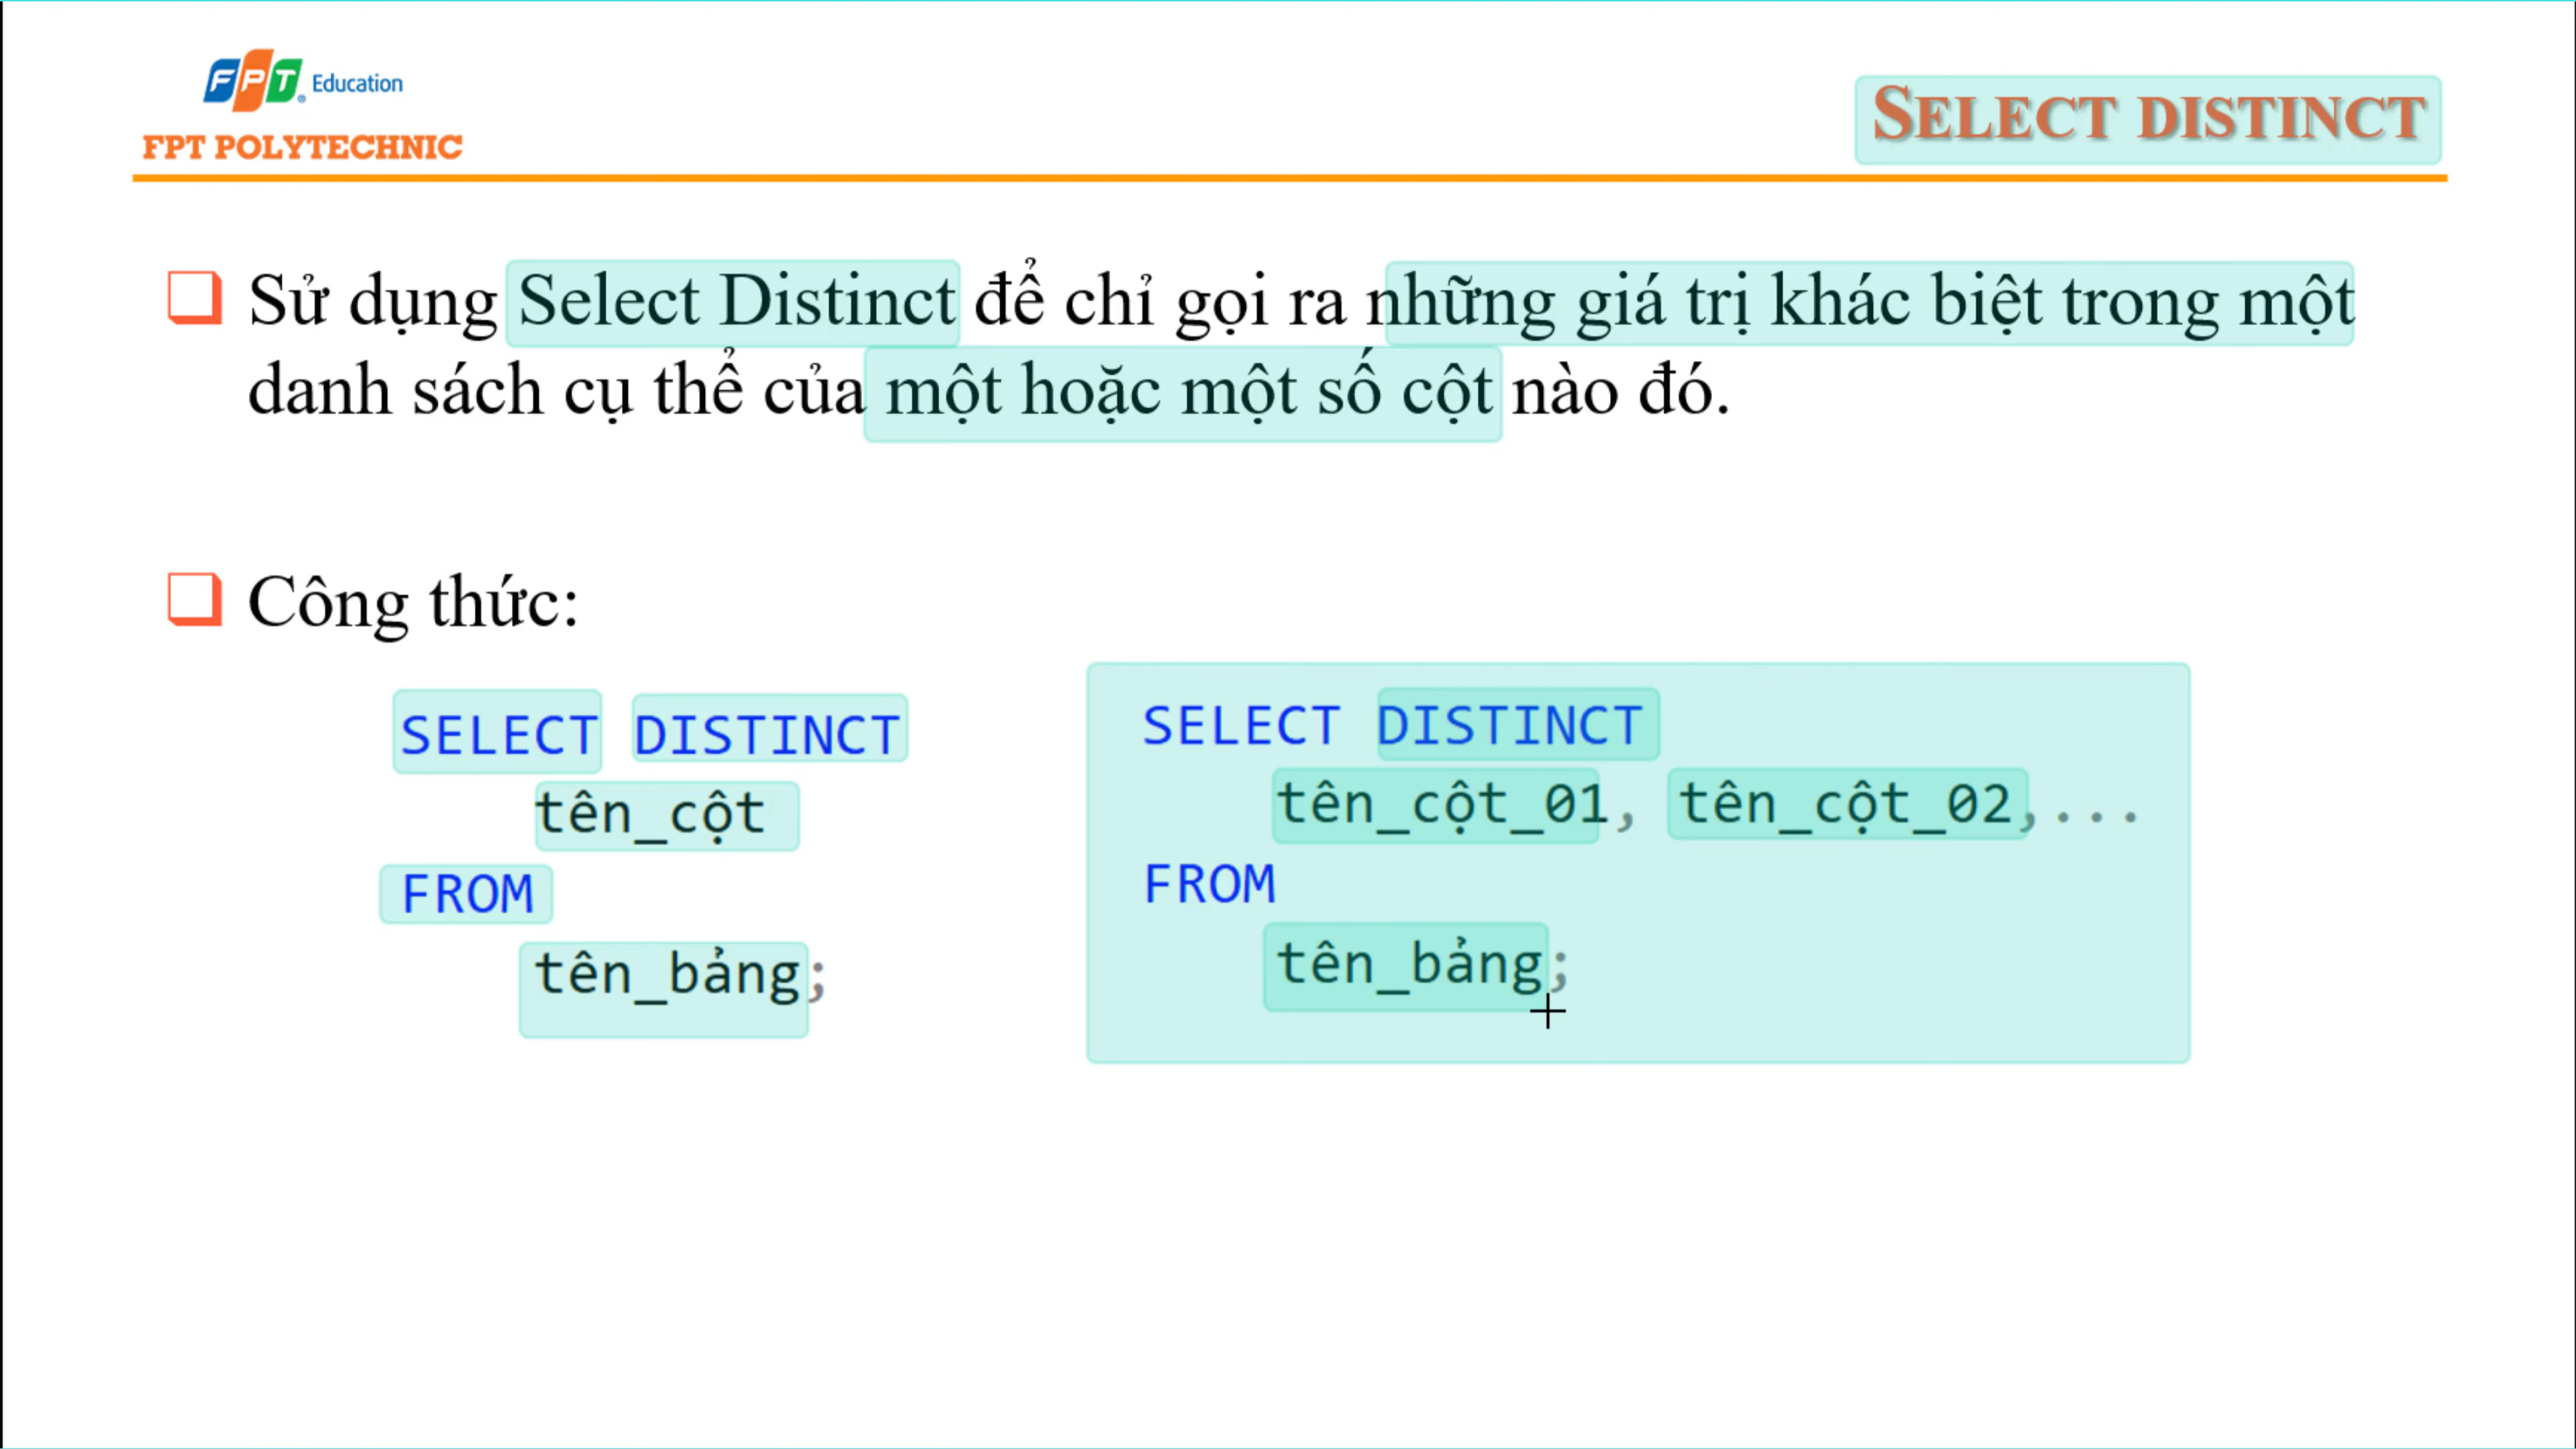 FPT Education
FPT POLYTECHNIC
SELECT DISTINCT
Sử dụng Select Distinct để chỉ gọi ra những giá trị khác biệt trong một
danh sách cụ thể của một hoặc một số cột nào đó.
Công thức:
SELECT DISTINCT
tên_cột
FROM
tên_bảng;
SELECT DISTINCT
tên_cột_01, tên_cột_02,...
FROM
tên_bảng;